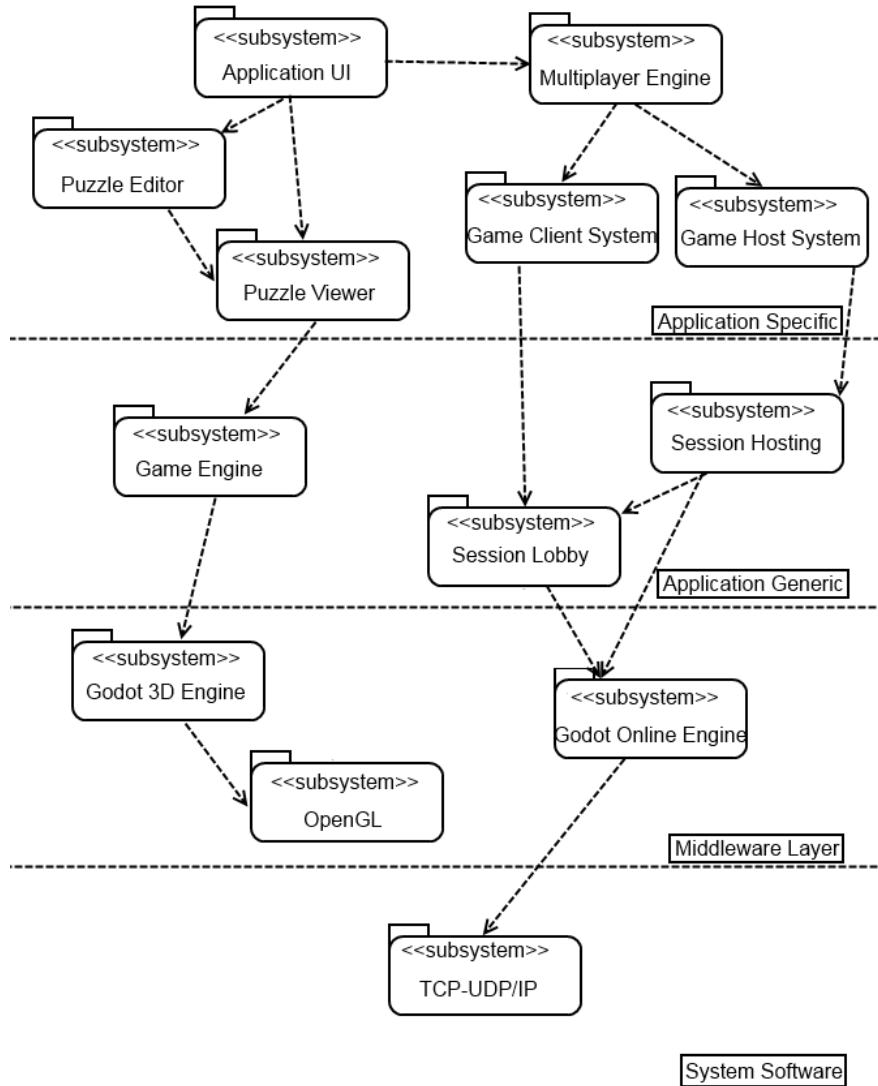 <<subsystem>>
Application UI
<<subsystem>>
Multiplayer Engine
<<subsystem>>
Puzzle Editor
<<subsystem>>
Game Client System
<<subsystem>>
Game Host System
<<subsystem>>
Puzzle Viewer
Application Specific
<<subsystem>>
Game Engine
<<subsystem>>
Session Hosting
<<subsystem>>
Session Lobby
Application Generic
<<subsystem>>
Godot 3D Engine
<<subsystem>>
Godot Online Engine
<<subsystem>>
OpenGL
Middleware Layer
<<subsystem>>
TCP-UDP/IP
System Software